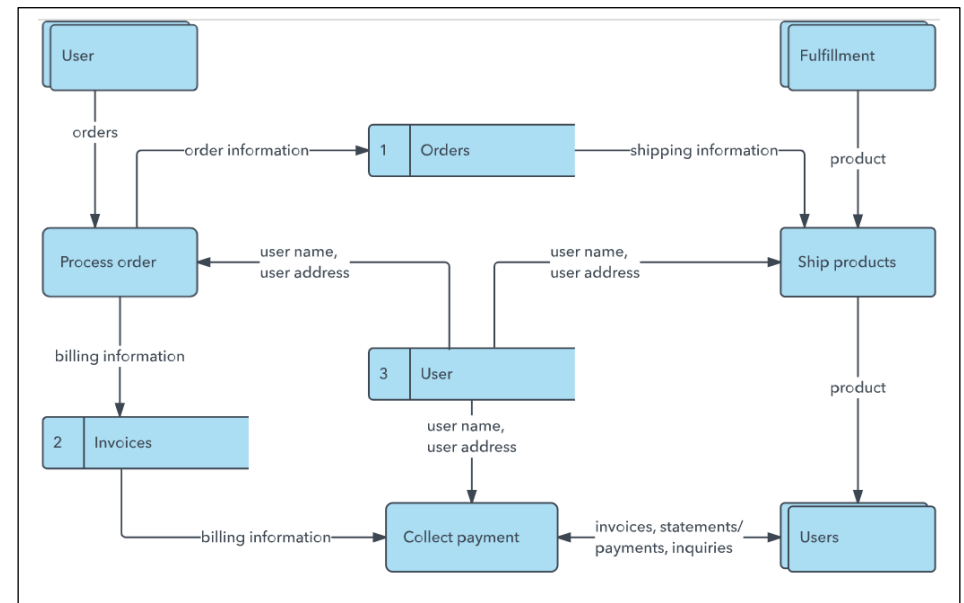 User
Fulfillment
orders
order information
1
Orders
shipping information
product
Process order
user name,
user address
user name,
user address
Ship products
billing information
3
User
product
2
Invoices
user name,
user address
billing information
Collect payment
invoices, statements/
payments, inquiries
Users